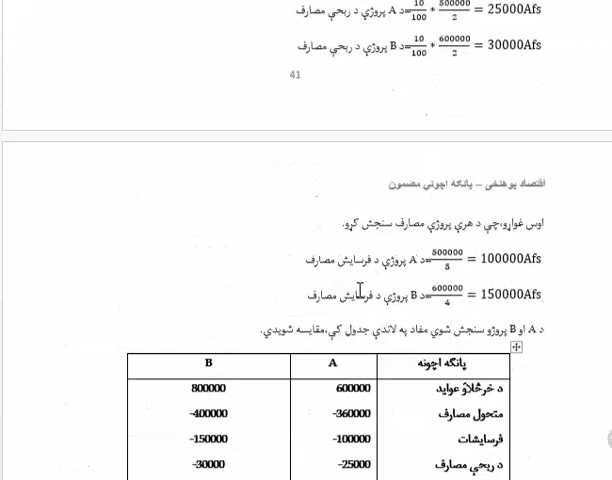 د A پروژې د ربحې مصارف= 10/100 * 500000/2 = 25000Afs
د B پروژې د ربحې مصارف= 10/100 * 600000/2 = 30000Afs
41
اقتصاد پوهنځی – پانګه اچونې مضمون
اوس غواړو،چې د هرې پروژې مصارف سنجش کړو.
د A پروژې د فرسایش مصارف= 500000/5 = 100000Afs
د B پروژې د فرسایش مصارف= 600000/4 = 150000Afs
د A او B پروژو سنجش شوي مفاد په لاندې جدول کې،مقایسه شویدي.
پانګه اچونه A B
د خرڅلاؤ عواید 600000 800000
متحول مصارف -360000 -400000
فرسایشات -100000 -150000
د ربحې مصارف -25000 -30000